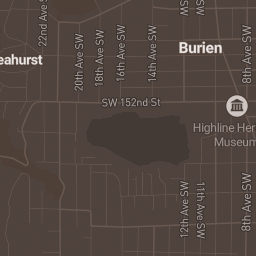 22nd Ave SW
20th Ave SW
18th Ave SW
16th Ave SW
14th Ave SW
Burien
8th Ave SW
eahurst
SW 152nd St
Highline Her
Museum
12th Ave SW
11th Ave SW
8th Ave SW